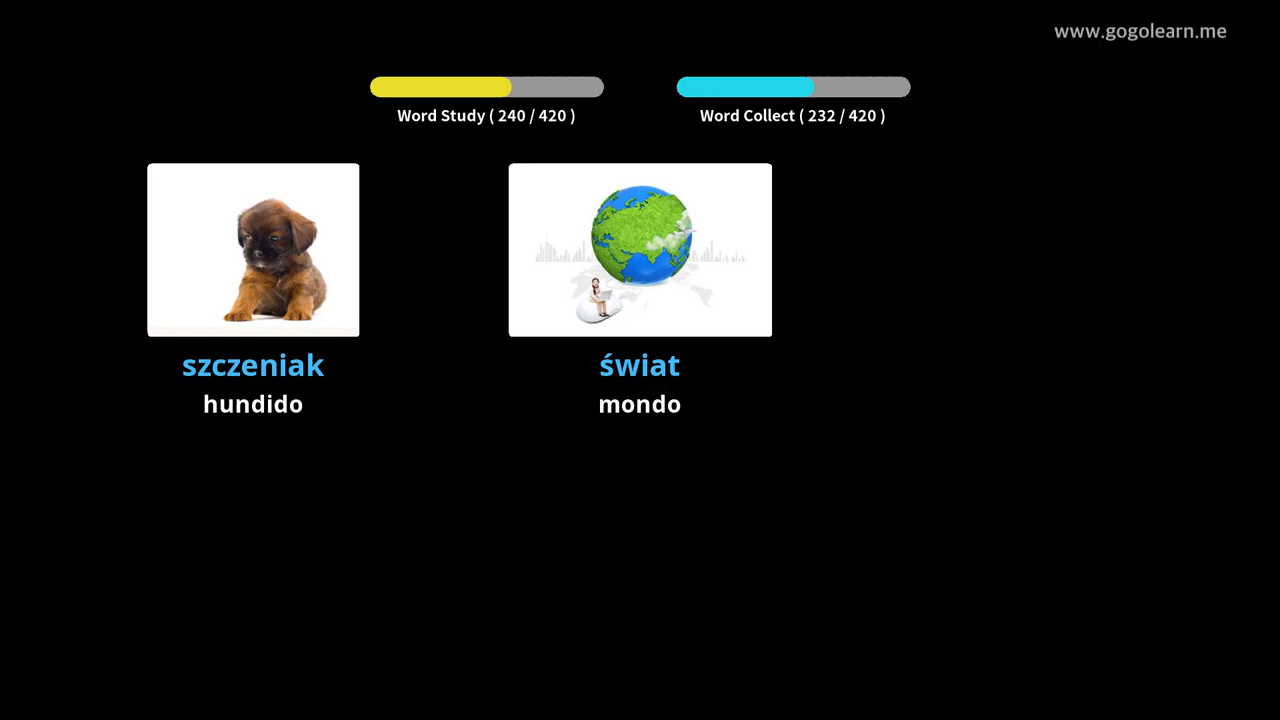 www.gogolearn.me
Word Study ( 240 / 420 )
Word Collect ( 232 / 420 )
szczeniak
hundido
świat
mondo